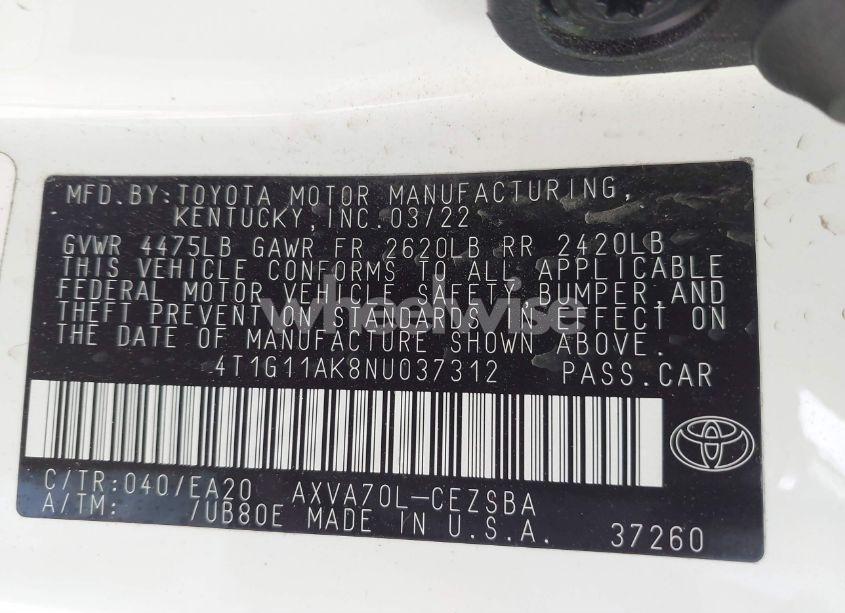 MFD.BY:TOYOTA MOTOR MANUFACTURING,
KENTUCKY,INC.03/22
GVWR 4475LB GAWR FR 2620LB RR 2420LB
THIS VEHICLE CONFORMS TO ALL APPLICABLE
FEDERAL MOTOR VEHICLE SAFETY,BUMPER,AND
THEFT PREVENTION STANDARDS IN EFFECT ON
THE DATE OF MANUFACTURE SHOWN ABOVE.
wheelwise
4T1G11AK8NU037312 PASS.CAR
C/TR:040/EA20 AXVA70L-CEZSBA
A/TM: /UB80E MADE IN U.S.A. 37260